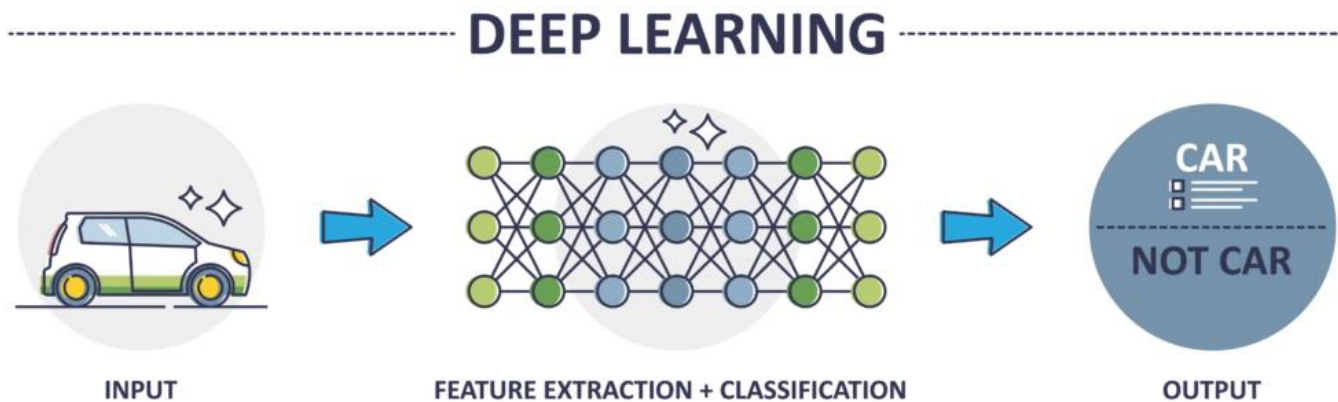 DEEP LEARNING
CAR
NOT CAR
INPUT
FEATURE EXTRACTION + CLASSIFICATION
OUTPUT